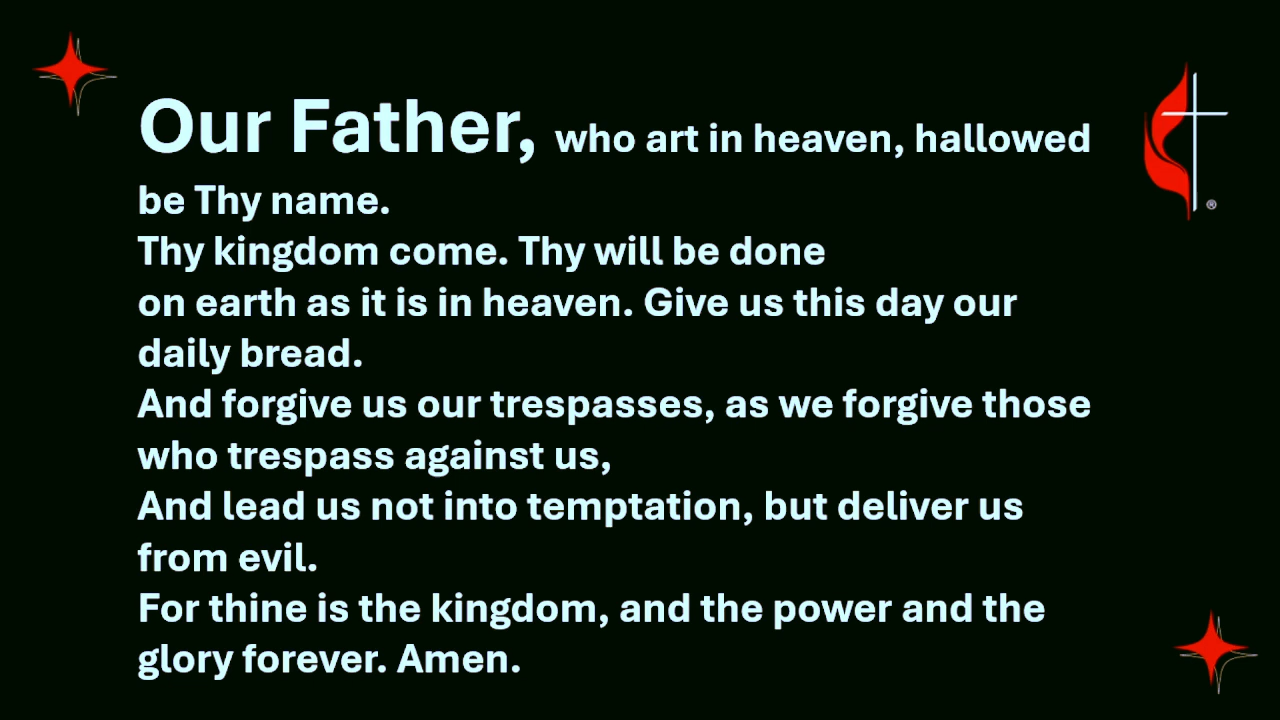 Our Father, who art in heaven, hallowed
be Thy name.
Thy kingdom come. Thy will be done
on earth as it is in heaven. Give us this day our
daily bread.
And forgive us our trespasses, as we forgive those
who trespass against us,
And lead us not into temptation, but deliver us
from evil.
For thine is the kingdom, and the power and the
glory forever. Amen.
®